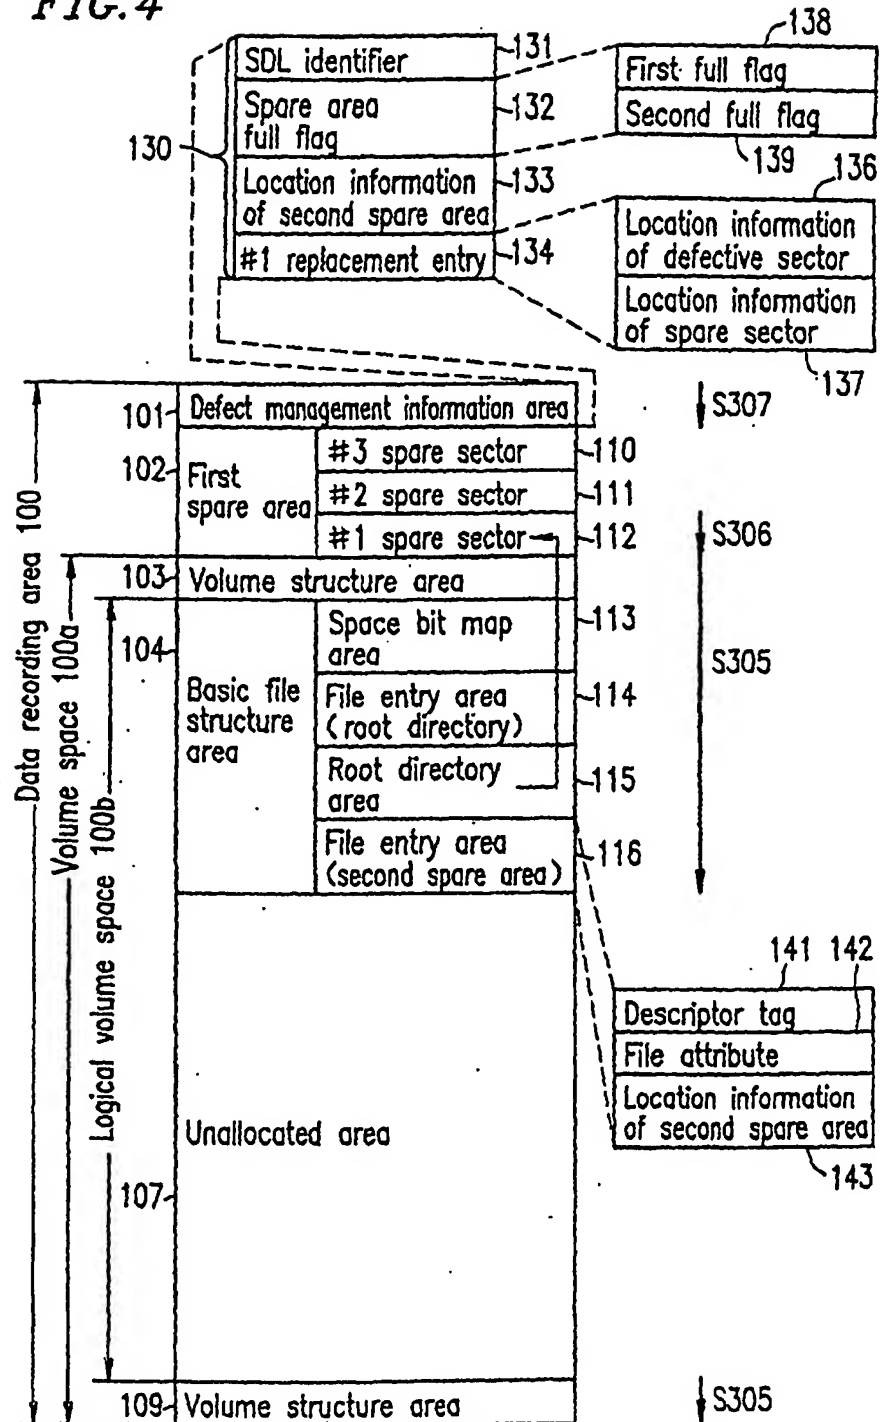 FIG.4
138
SDL identifier
131
First full flag
Spare area
full flag
132
Second full flag
130
139
136
Location information
of second spare area
133
Location information
of defective sector
#1 replacement entry
134
Location information
of spare sector
137
101
Defect management information area
S307
102
First
spare area
#3 spare sector
110
#2 spare sector
111
#1 spare sector
112
S306
103
Volume structure area
104
Space bit map
area
113
S305
Basic file
structure
area
File entry area
(root directory)
114
Root directory
area
115
File entry area
(second spare area)
116
Data recording area 100
Volume space 100a
Logical volume space 100b
141 142
Descriptor tag
File attribute
Location information
of second spare area
143
Unallocated area
107
109
Volume structure area
S305